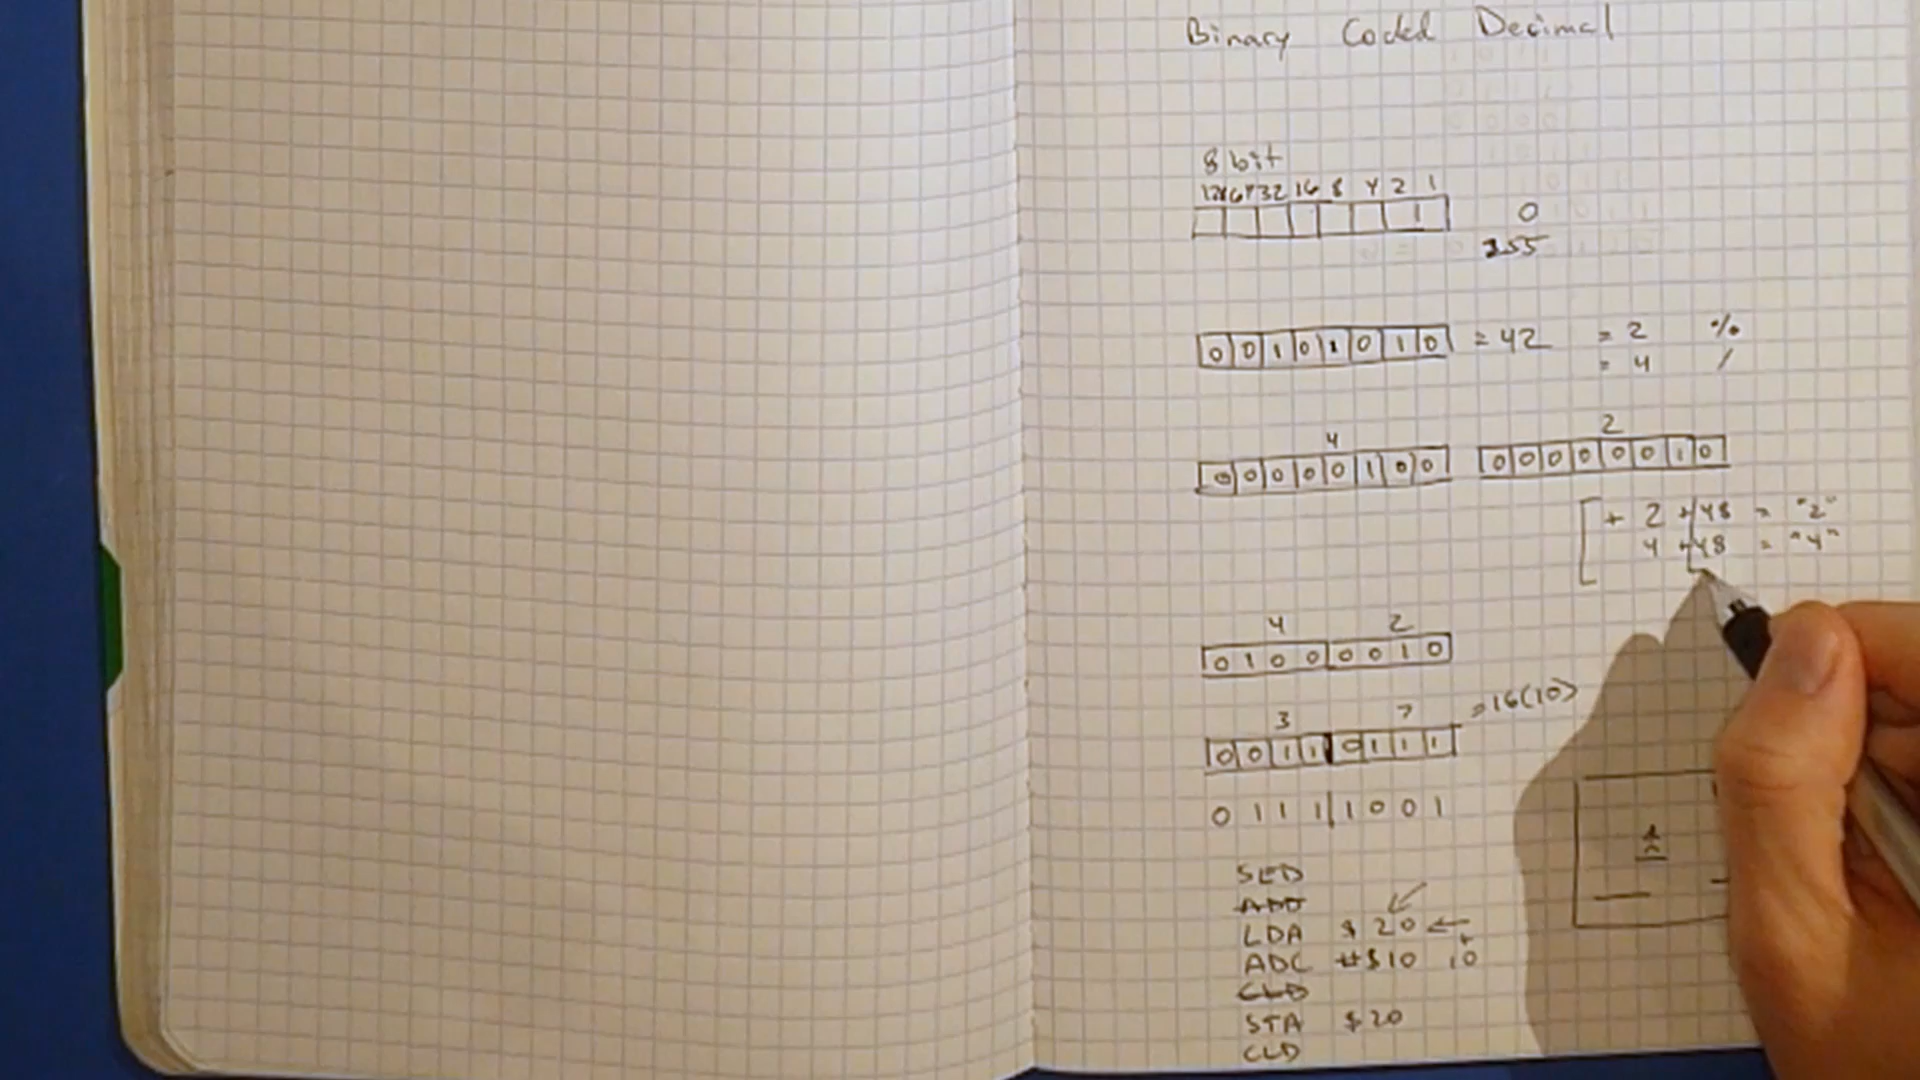 Binary Coded Decimal
8 bit
128 64 32 16 8 4 2 1
1 0
255
0 0 1 0 1 0 1 0 = 42 = 2 %
= 4 /
4 2
0 0 0 0 0 1 0 0 0 0 0 0 0 0 1 0
+ 2 + 48 = "2"
4 + 48 = "4"
4 2
0 1 0 0 0 0 1 0
3 7 = 16(10)
0 0 1 1 0 1 1 1
0 1 1 1 | 1 0 0 1
SED
ADD
LDA $ 20 ←
ADC #$10 10
CLD
STA $20
CLD